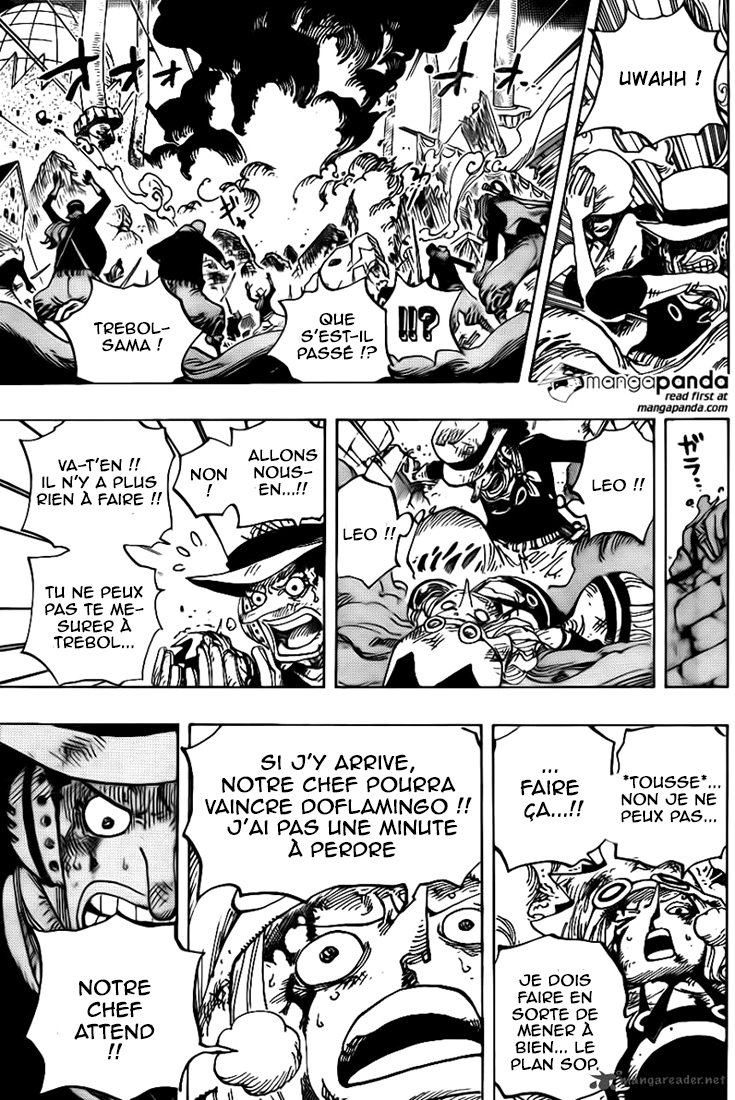 UWAHH !
!!?
QUE
S'EST-IL
PASSÉ !?
TREBOL-
SAMA !
mangapanda
read first at
mangapanda.com
ガラ…
LEO !!
LEO !!
ALLONS
NOUS-
EN...!!
NON
!
VA-T'EN !!
IL N'Y A PLUS
RIEN À FAIRE !!
TU NE PEUX
PAS TE ME-
SURER À
TREBOL...
*TOUSSE*...
NON JE NE
PEUX PAS...
...
FAIRE
ÇA...!!
JE DOIS
FAIRE EN
SORTE DE
MENER À
BIEN... LE
PLAN SOP.
SI J'Y ARRIVE,
NOTRE CHEF POURRA
VAINCRE DOFLAMINGO !!
J'AI PAS UNE MINUTE
À PERDRE
NOTRE
CHEF
ATTEND
!!
mangareader.net